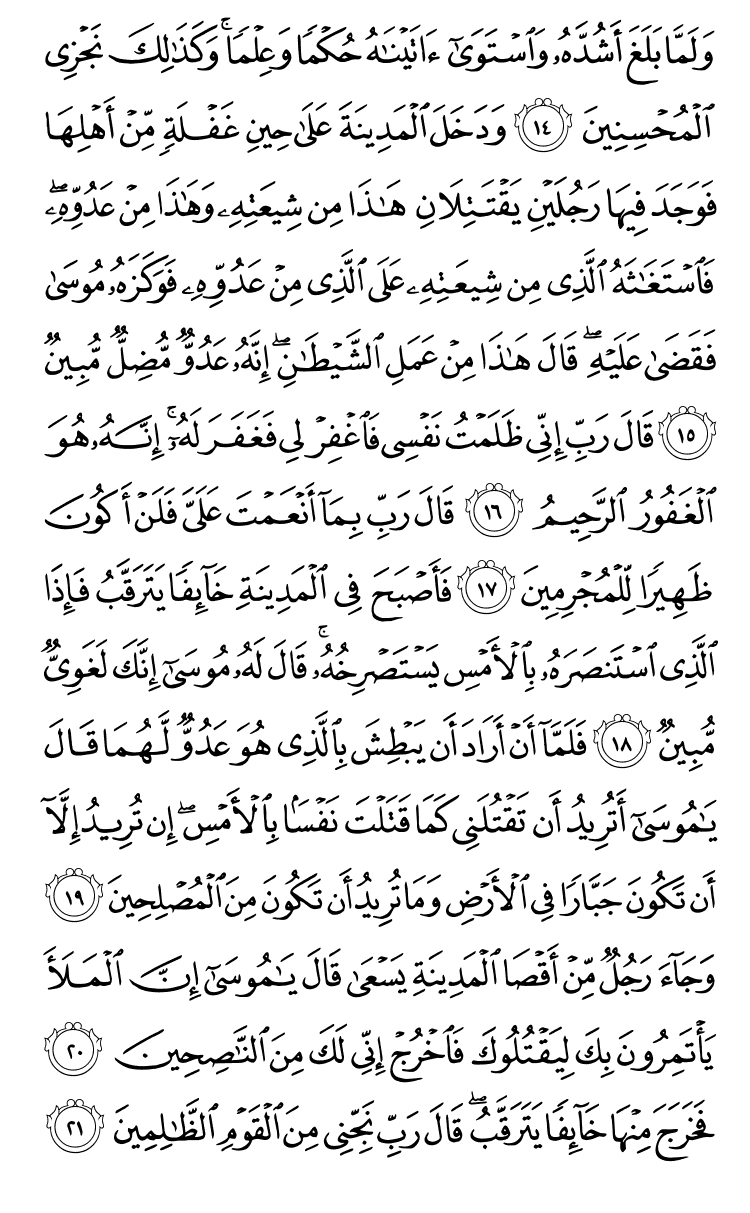 وَلَمَّا بَلَغَ أَشُدَّهُۥ وَٱسۡتَوَىٰٓ ءَاتَيۡنَٰهُ حُكۡمٗا وَعِلۡمٗاۚ وَكَذَٰلِكَ نَجۡزِي
ٱلۡمُحۡسِنِينَ ١٤ وَدَخَلَ ٱلۡمَدِينَةَ عَلَىٰ حِينِ غَفۡلَةٖ مِّنۡ أَهۡلِهَا
فَوَجَدَ فِيهَا رَجُلَيۡنِ يَقۡتَتِلَانِ هَٰذَا مِن شِيعَتِهِۦ وَهَٰذَا مِنۡ عَدُوِّهِۦۖ
فَٱسۡتَغَٰثَهُ ٱلَّذِي مِن شِيعَتِهِۦ عَلَى ٱلَّذِي مِنۡ عَدُوِّهِۦ فَوَكَزَهُۥ مُوسَىٰ
فَقَضَىٰ عَلَيۡهِۖ قَالَ هَٰذَا مِنۡ عَمَلِ ٱلشَّيۡطَٰنِۖ إِنَّهُۥ عَدُوّٞ مُّضِلّٞ مُّبِينٞ
١٥ قَالَ رَبِّ إِنِّي ظَلَمۡتُ نَفۡسِي فَٱغۡفِرۡ لِي فَغَفَرَ لَهُۥٓۚ إِنَّهُۥ هُوَ
ٱلۡغَفُورُ ٱلرَّحِيمُ ١٦ قَالَ رَبِّ بِمَآ أَنۡعَمۡتَ عَلَيَّ فَلَنۡ أَكُونَ
ظَهِيرٗا لِّلۡمُجۡرِمِينَ ١٧ فَأَصۡبَحَ فِي ٱلۡمَدِينَةِ خَآئِفٗا يَتَرَقَّبُ فَإِذَا
ٱلَّذِي ٱسۡتَنصَرَهُۥ بِٱلۡأَمۡسِ يَسۡتَصۡرِخُهُۥۚ قَالَ لَهُۥ مُوسَىٰٓ إِنَّكَ لَغَوِيّٞ
مُّبِينٞ ١٨ فَلَمَّآ أَنۡ أَرَادَ أَن يَبۡطِشَ بِٱلَّذِي هُوَ عَدُوّٞ لَّهُمَا قَالَ
يَٰمُوسَىٰٓ أَتُرِيدُ أَن تَقۡتُلَنِي كَمَا قَتَلۡتَ نَفۡسَۢا بِٱلۡأَمۡسِۖ إِن تُرِيدُ إِلَّآ
أَن تَكُونَ جَبَّارٗا فِي ٱلۡأَرۡضِ وَمَا تُرِيدُ أَن تَكُونَ مِنَ ٱلۡمُصۡلِحِينَ ١٩
وَجَآءَ رَجُلٞ مِّنۡ أَقۡصَا ٱلۡمَدِينَةِ يَسۡعَىٰ قَالَ يَٰمُوسَىٰٓ إِنَّ ٱلۡمَلَأَ
يَأۡتَمِرُونَ بِكَ لِيَقۡتُلُوكَ فَٱخۡرُجۡ إِنِّي لَكَ مِنَ ٱلنَّٰصِحِينَ ٢٠
فَخَرَجَ مِنۡهَا خَآئِفٗا يَتَرَقَّبُۖ قَالَ رَبِّ نَجِّنِي مِنَ ٱلۡقَوۡمِ ٱلظَّٰلِمِينَ ٢١